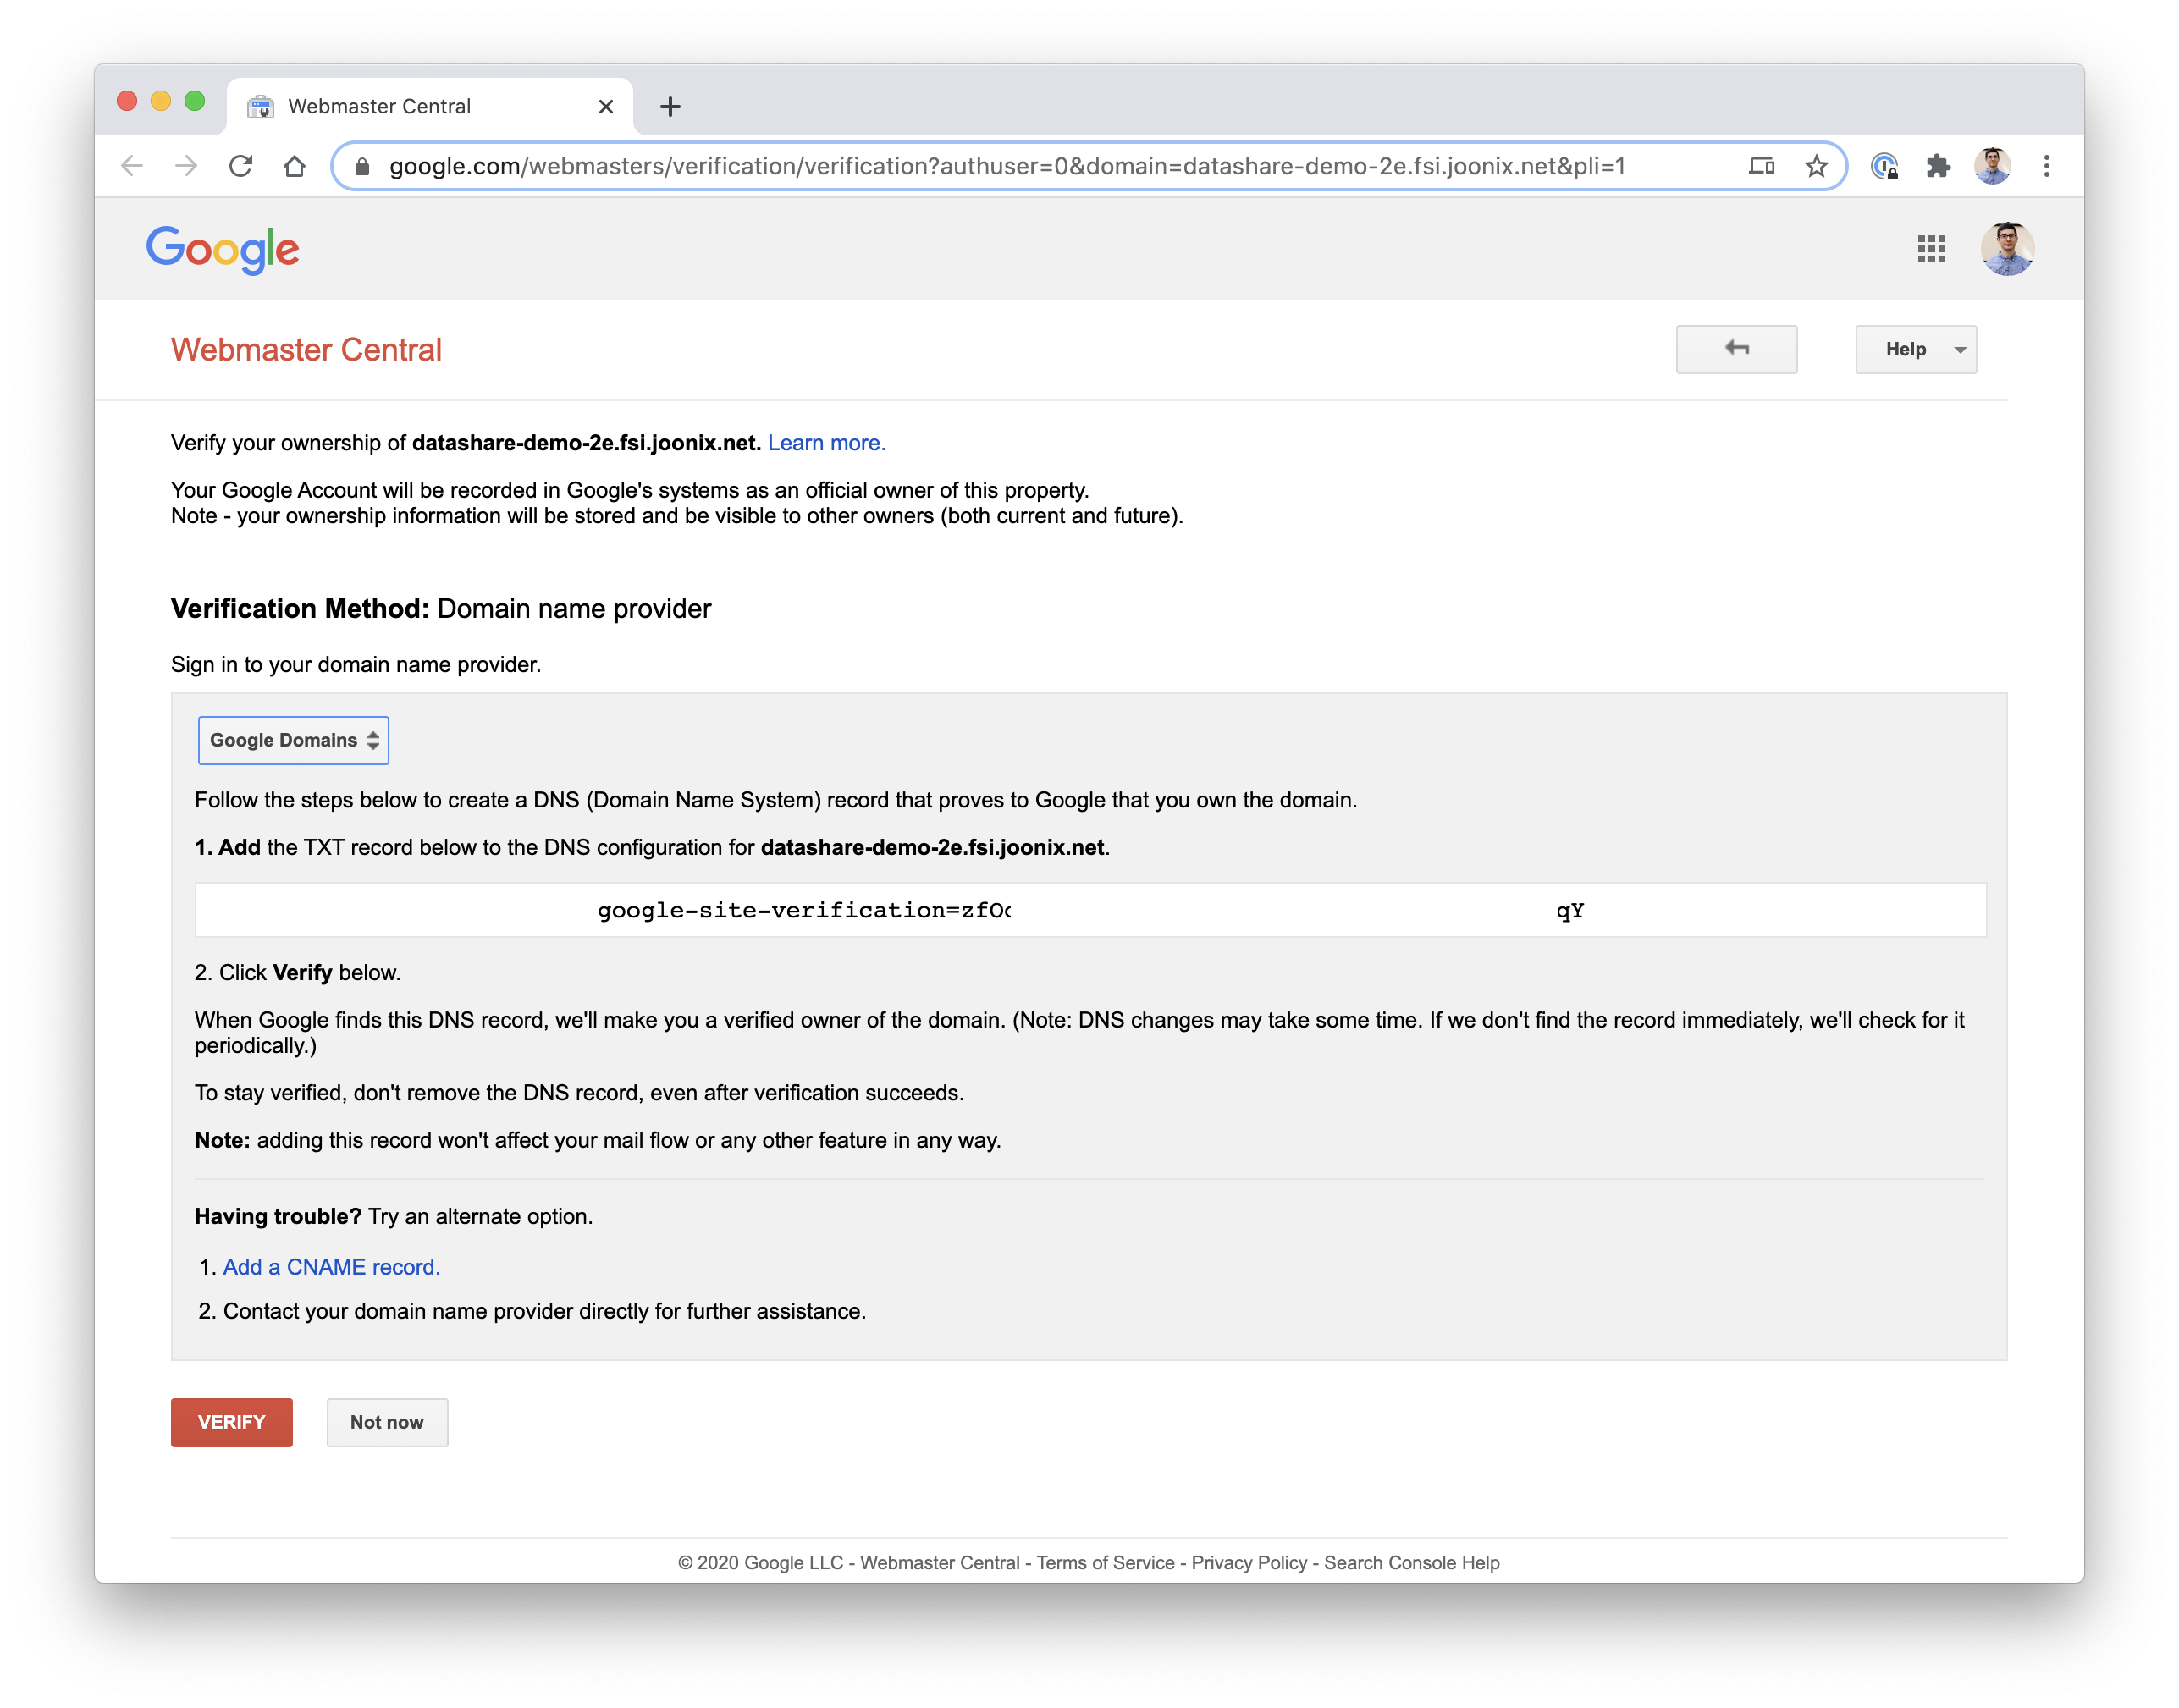 Webmaster Central
google.com/webmasters/verification/verification?authuser=0&domain=datashare-demo-2e.fsi.joonix.net&pli=1
Google
Webmaster Central
Help
Verify your ownership of datashare-demo-2e.fsi.joonix.net. Learn more.
Your Google Account will be recorded in Google's systems as an official owner of this property.
Note - your ownership information will be stored and be visible to other owners (both current and future).
Verification Method: Domain name provider
Sign in to your domain name provider.
Google Domains
Follow the steps below to create a DNS (Domain Name System) record that proves to Google that you own the domain.
1. Add the TXT record below to the DNS configuration for datashare-demo-2e.fsi.joonix.net.
google-site-verification=zfO qY
2. Click Verify below.
When Google finds this DNS record, we'll make you a verified owner of the domain. (Note: DNS changes may take some time. If we don't find the record immediately, we'll check for it
periodically.)
To stay verified, don't remove the DNS record, even after verification succeeds.
Note: adding this record won't affect your mail flow or any other feature in any way.
Having trouble? Try an alternate option.
1. Add a CNAME record.
2. Contact your domain name provider directly for further assistance.
VERIFY
Not now
© 2020 Google LLC - Webmaster Central - Terms of Service - Privacy Policy - Search Console Help